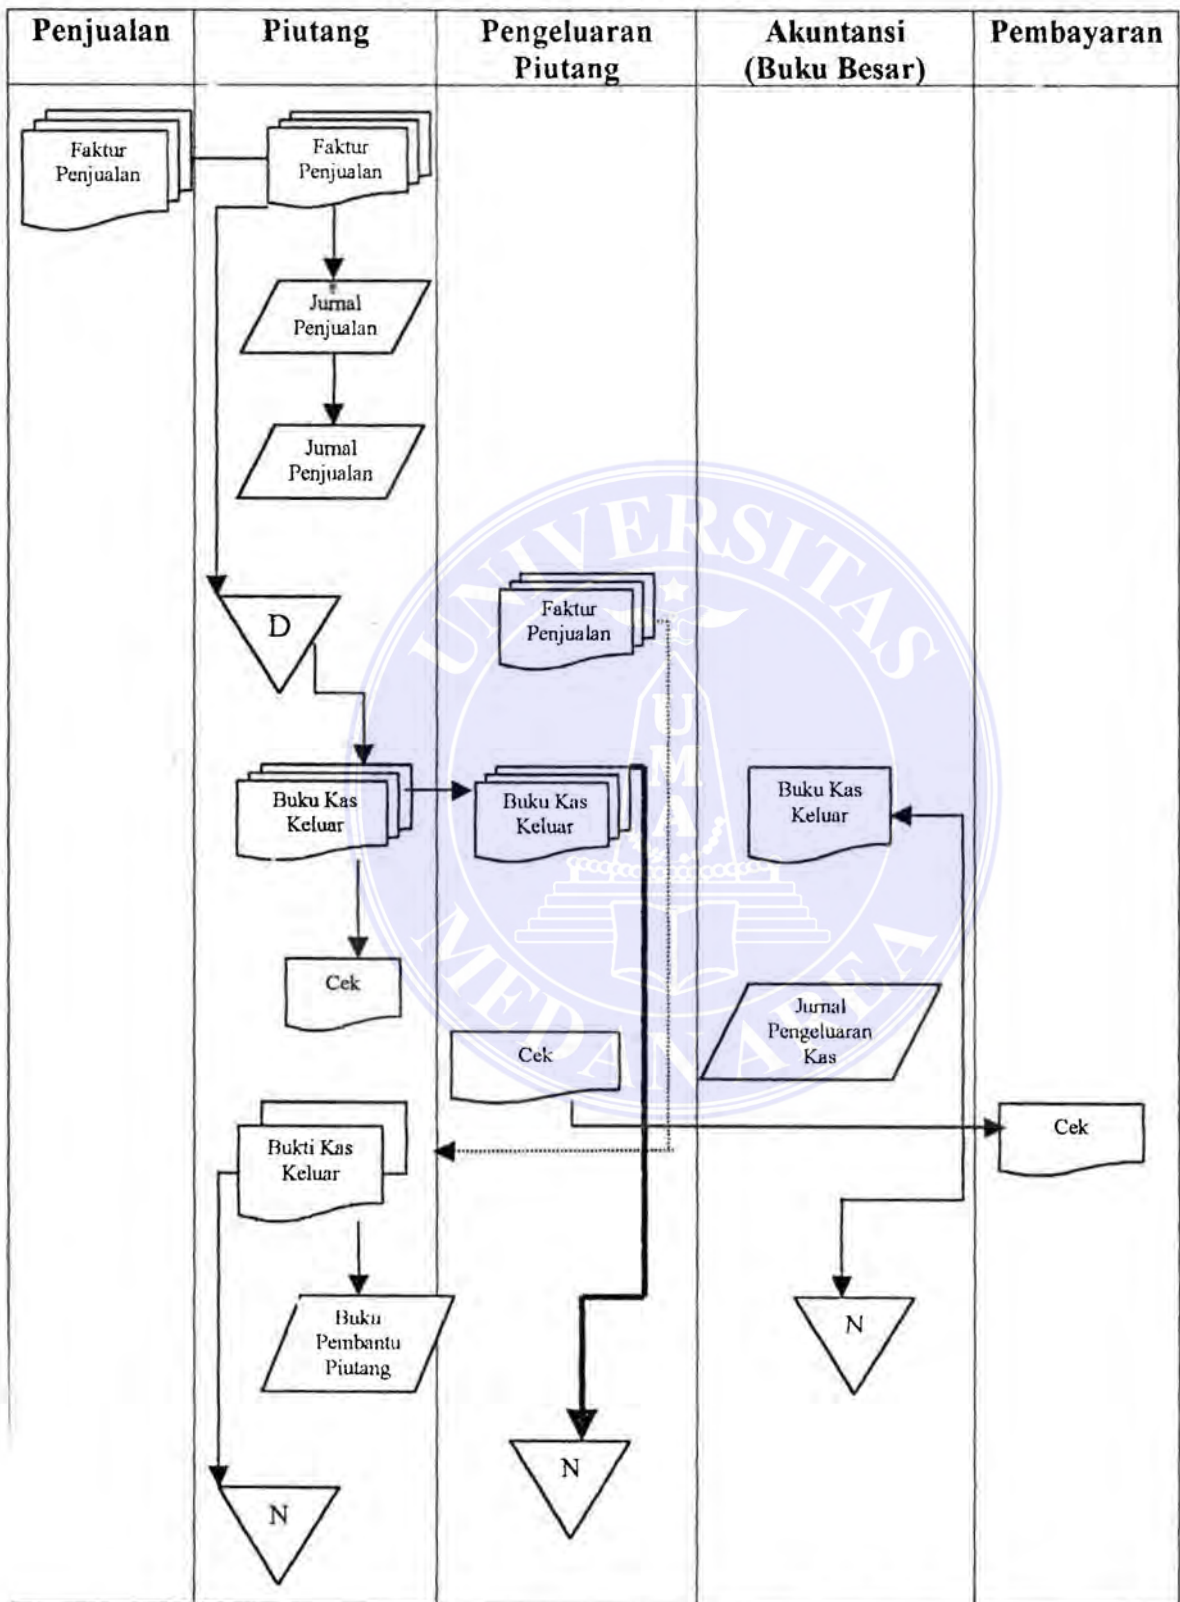 Penjualan
Piutang
Pengeluaran
Piutang
Akuntansi
(Buku Besar)
Pembayaran
Faktur
Penjualan
Faktur
Penjualan
Jurnal
Penjualan
Jurnal
Penjualan
D
Faktur
Penjualan
Buku Kas
Keluar
Buku Kas
Keluar
Buku Kas
Keluar
Cek
Cek
Jurnal
Pengeluaran
Kas
Cek
Bukti Kas
Keluar
Buku
Pembantu
Piutang
N
N
N
UNIVERSITAS
MEDAN AREA
UMA